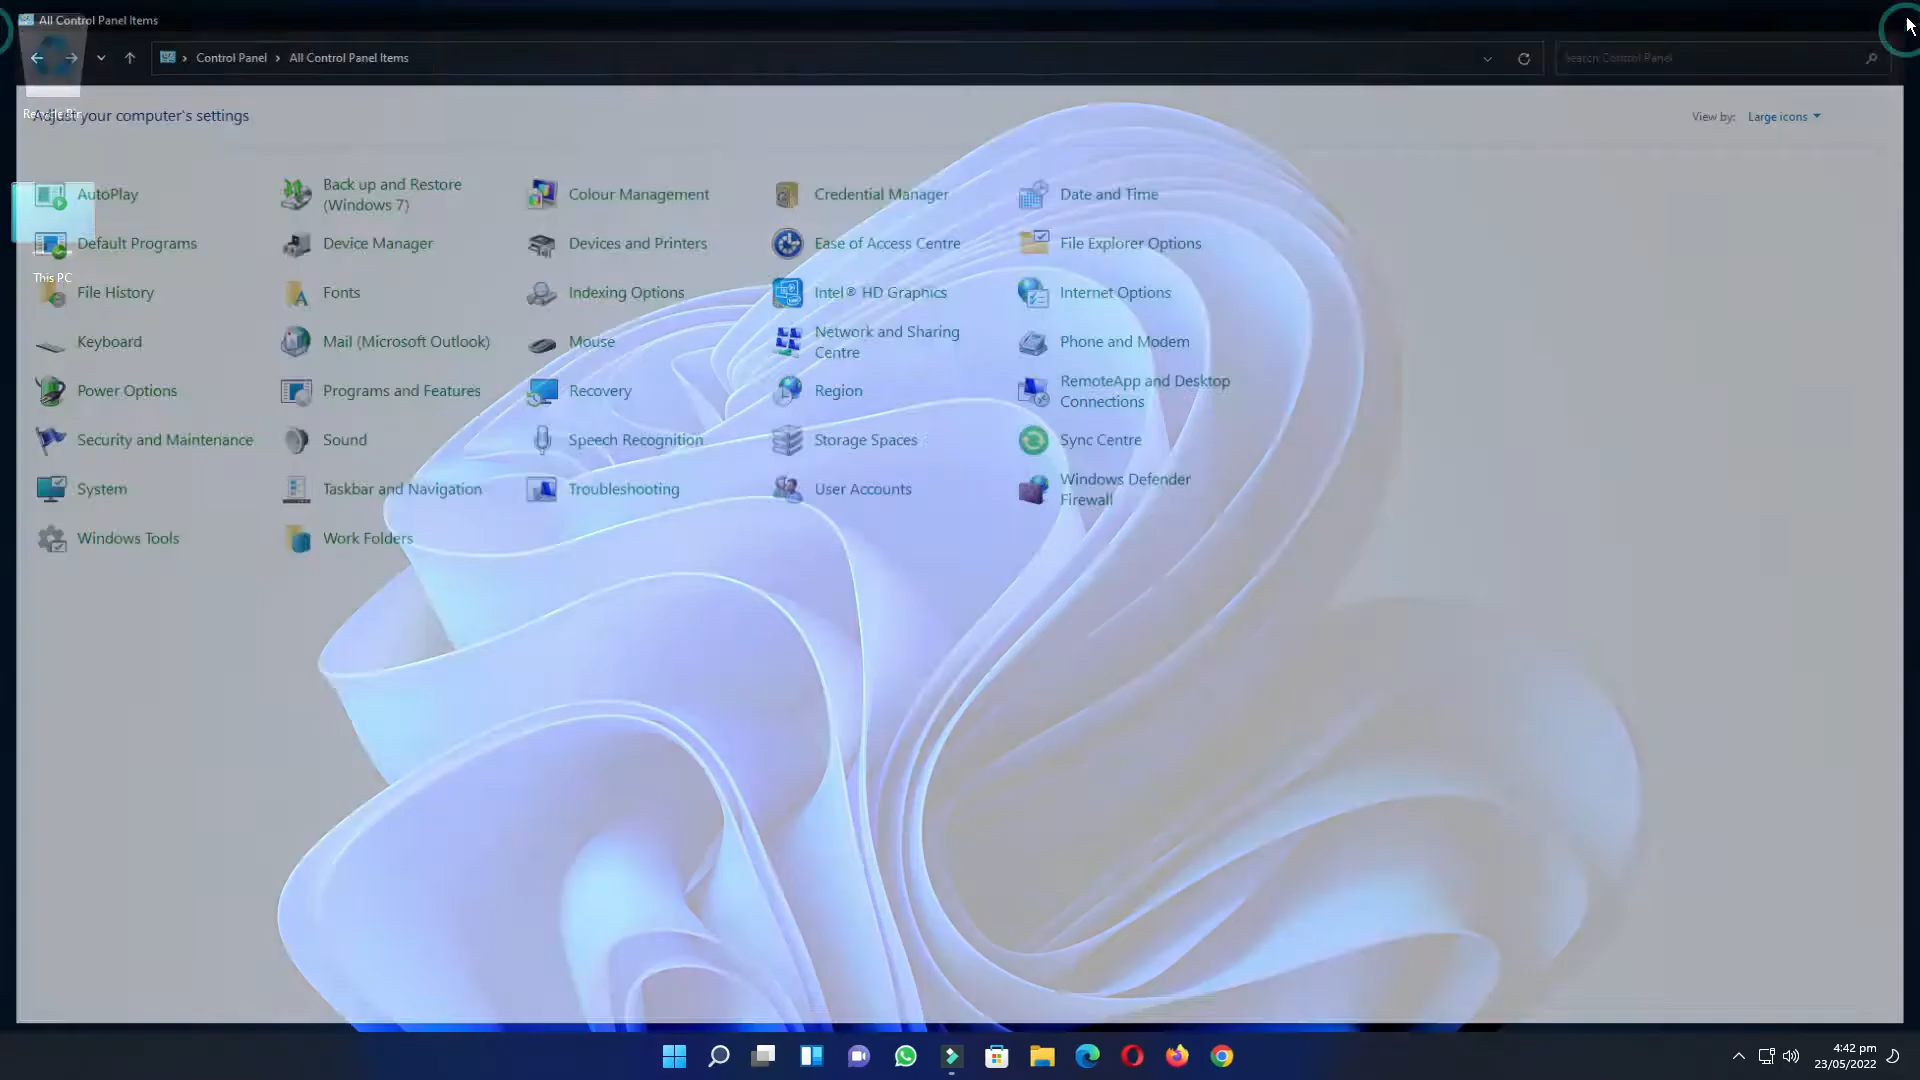 All Control Panel Items
Control Panel > All Control Panel Items
Search Control Panel
Adjust your computer's settings
View by: Large icons
AutoPlay
Back up and Restore
(Windows 7)
Colour Management
Credential Manager
Date and Time
Default Programs
Device Manager
Devices and Printers
Ease of Access Centre
File Explorer Options
This PC
File History
Fonts
Indexing Options
Intel® HD Graphics
Internet Options
Keyboard
Mail (Microsoft Outlook)
Mouse
Network and Sharing
Centre
Phone and Modem
Power Options
Programs and Features
Recovery
Region
RemoteApp and Desktop
Connections
Security and Maintenance
Sound
Speech Recognition
Storage Spaces
Sync Centre
System
Taskbar and Navigation
Troubleshooting
User Accounts
Windows Defender
Firewall
Windows Tools
Work Folders
4:42 pm
23/05/2022